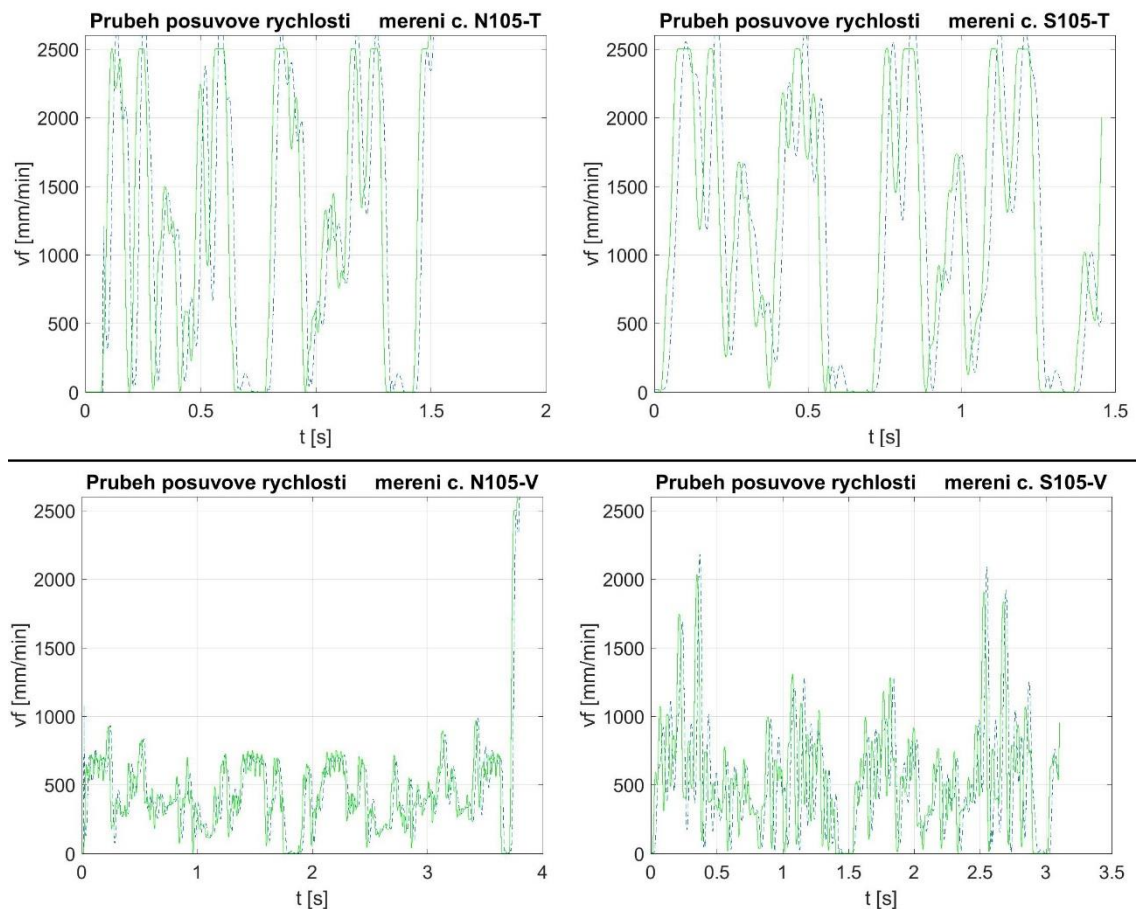 Prubeh posuvove rychlosti mereni c. N105-T
2500
2000
1500
1000
500
0
vf [mm/min]
0 0.5 1 1.5 2
t [s]
Prubeh posuvove rychlosti mereni c. S105-T
2500
2000
1500
1000
500
0
vf [mm/min]
0 0.5 1 1.5
t [s]
Prubeh posuvove rychlosti mereni c. N105-V
2500
2000
1500
1000
500
0
vf [mm/min]
0 1 2 3 4
t [s]
Prubeh posuvove rychlosti mereni c. S105-V
2500
2000
1500
1000
500
0
vf [mm/min]
0 0.5 1 1.5 2 2.5 3 3.5
t [s]